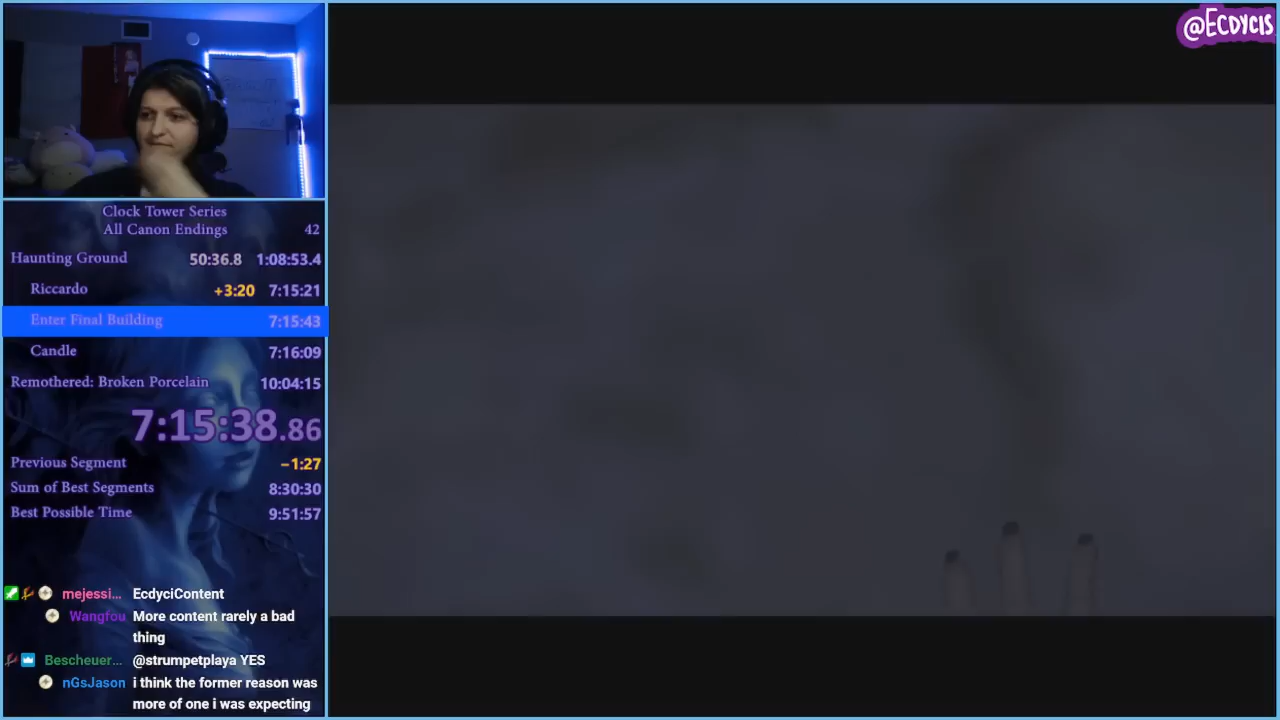 @ECDYCIS
Clock Tower Series
All Canon Endings 42
Haunting Ground 50:36.8 1:08:53.4
Riccardo +3:20 7:15:21
Enter Final Building 7:15:43
Candle 7:16:09
Remothered: Broken Porcelain 10:04:15
7:15:38.86
Previous Segment −1:27
Sum of Best Segments 8:30:30
Best Possible Time 9:51:57
mejessi... EcdyciContent
Wangfou More content rarely a bad
thing
Bescheuer... @strumpetplaya YES
nGsJason i think the former reason was
more of one i was expecting